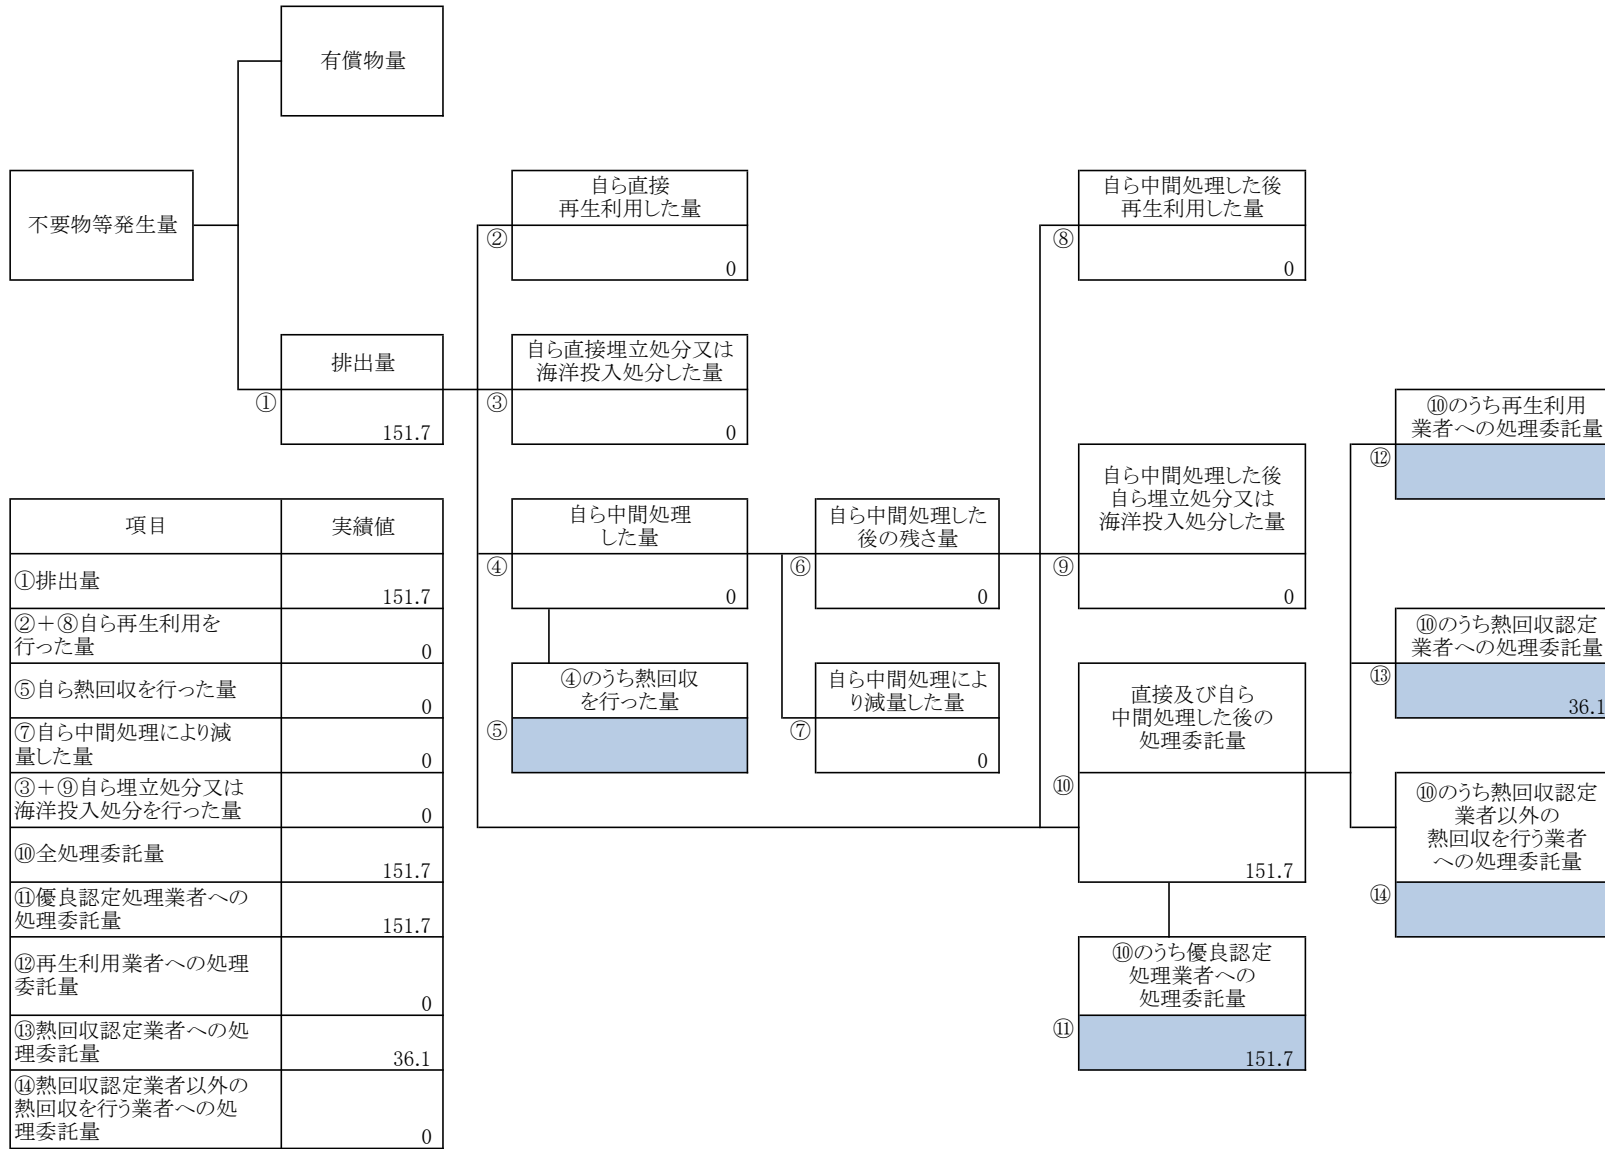 有償物量
不要物等発生量
自ら直接
再生利用した量
②
0
自ら中間処理した後
再生利用した量
⑧
0
排出量
①
151.7
自ら直接埋立処分又は
海洋投入処分した量
③
0
⑩のうち再生利用
業者への処理委託量
⑫
自ら中間処理
した量
④
0
自ら中間処理した
後の残さ量
⑥
0
自ら中間処理した後
自ら埋立処分又は
海洋投入処分した量
⑨
0
⑩のうち熱回収認定
業者への処理委託量
⑬
36.1
④のうち熱回収
を行った量
⑤
自ら中間処理によ
り減量した量
⑦
0
直接及び自ら
中間処理した後の
処理委託量
⑩
151.7
⑩のうち熱回収認定
業者以外の
熱回収を行う業者
への処理委託量
⑭
⑩のうち優良認定
処理業者への
処理委託量
⑪
151.7
項目 実績値
①排出量
151.7
②＋⑧自ら再生利用を
行った量
0
⑤自ら熱回収を行った量
0
⑦自ら中間処理により減
量した量
0
③＋⑨自ら埋立処分又は
海洋投入処分を行った量
0
⑩全処理委託量
151.7
⑪優良認定処理業者への
処理委託量
151.7
⑫再生利用業者への処理
委託量
0
⑬熱回収認定業者への処
理委託量
36.1
⑭熱回収認定業者以外の
熱回収を行う業者への処
理委託量
0